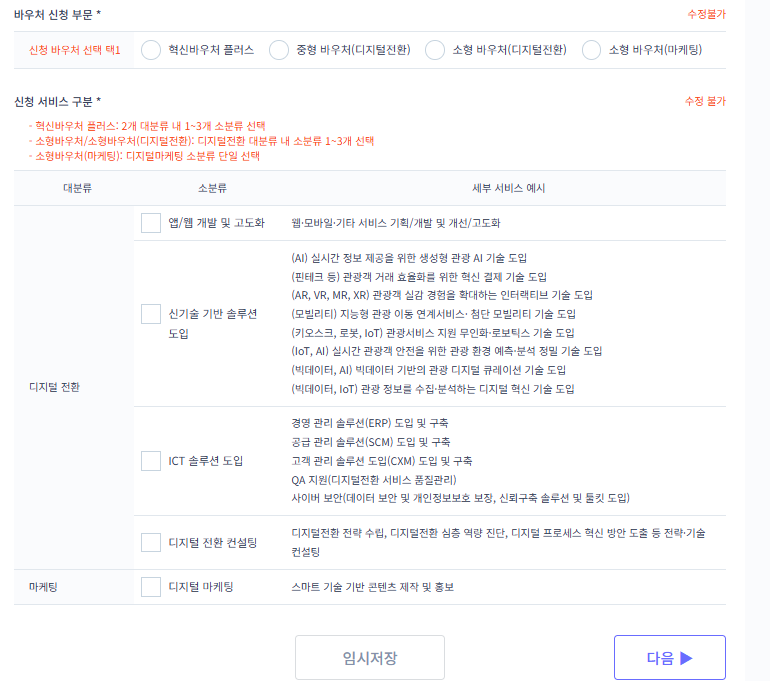 바우처 신청 부문 *
수정불가
신청 바우처 선택 택1
혁신바우처 플러스
중형 바우처(디지털전환)
소형 바우처(디지털전환)
소형 바우처(마케팅)
신청 서비스 구분 *
수정 불가
- 혁신바우처 플러스: 2개 대분류 내 1~3개 소분류 선택
- 소형바우처/소형바우처(디지털전환): 디지털전환 대분류 내 소분류 1~3개 선택
- 소형바우처(마케팅): 디지털마케팅 소분류 단일 선택
대분류
소분류
세부 서비스 예시
디지털 전환
앱/웹 개발 및 고도화
웹·모바일·기타 서비스 기획/개발 및 개선/고도화
신기술 기반 솔루션
도입
(AI) 실시간 정보 제공을 위한 생성형 관광 AI 기술 도입
(핀테크 등) 관광객 거래 효율화를 위한 혁신 결제 기술 도입
(AR, VR, MR, XR) 관광객 실감 경험을 확대하는 인터랙티브 기술 도입
(모빌리티) 지능형 관광 이동 연계서비스· 첨단 모빌리티 기술 도입
(키오스크, 로봇, IoT) 관광서비스 지원 무인화·로보틱스 기술 도입
(IoT, AI) 실시간 관광객 안전을 위한 관광 환경 예측·분석 정밀 기술 도입
(빅데이터, AI) 빅데이터 기반의 관광 디지털 큐레이션 기술 도입
(빅데이터, IoT) 관광 정보를 수집·분석하는 디지털 혁신 기술 도입
ICT 솔루션 도입
경영 관리 솔루션(ERP) 도입 및 구축
공급 관리 솔루션(SCM) 도입 및 구축
고객 관리 솔루션 도입(CXM) 도입 및 구축
QA 지원(디지털전환 서비스 품질관리)
사이버 보안(데이터 보안 및 개인정보보호 보장, 신뢰구축 솔루션 및 툴킷 도입)
디지털 전환 컨설팅
디지털전환 전략 수립, 디지털전환 심층 역량 진단, 디지털 프로세스 혁신 방안 도출 등 전략·기술
컨설팅
마케팅
디지털 마케팅
스마트 기술 기반 콘텐츠 제작 및 홍보
임시저장
다음 ▶